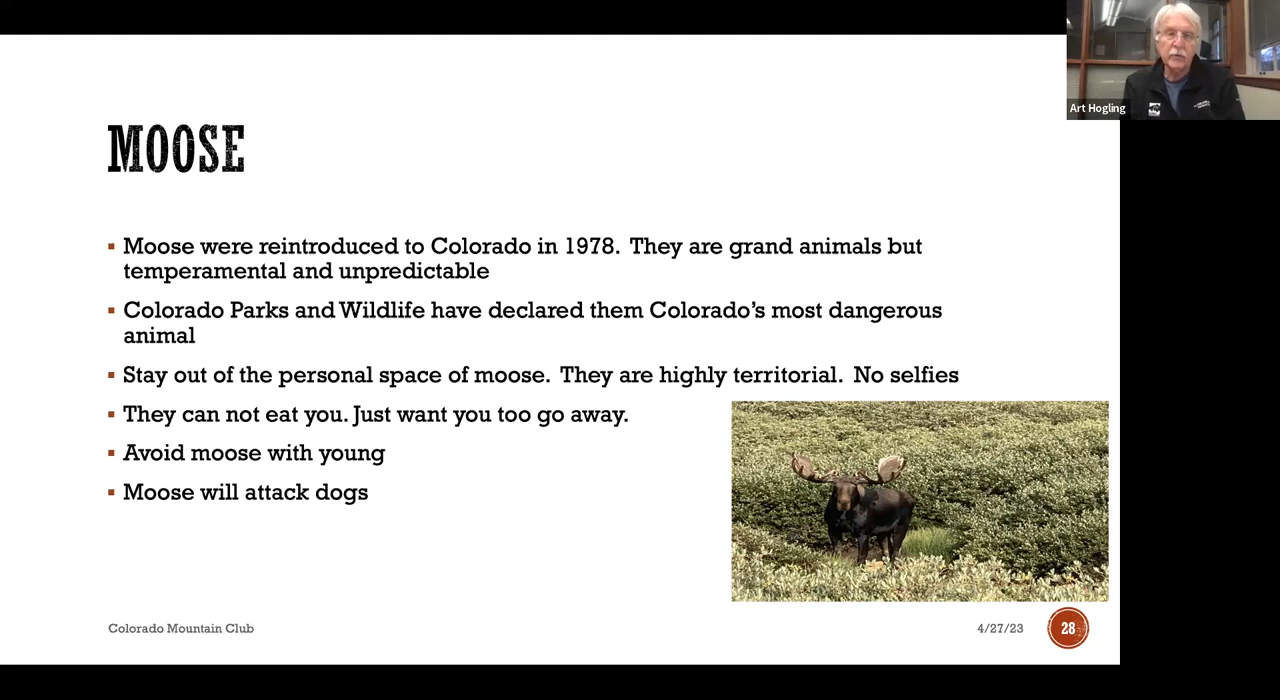 Art Hogling
MOOSE
Moose were reintroduced to Colorado in 1978. They are grand animals but
temperamental and unpredictable
Colorado Parks and Wildlife have declared them Colorado's most dangerous
animal
Stay out of the personal space of moose. They are highly territorial. No selfies
They can not eat you. Just want you too go away.
Avoid moose with young
Moose will attack dogs
Colorado Mountain Club
4/27/23
28